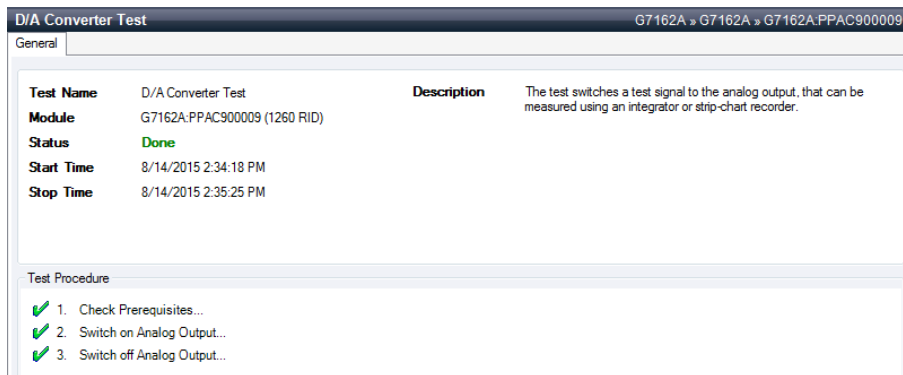 D/A Converter Test
G7162A » G7162A » G7162A:PPAC900009
General
Test Name D/A Converter Test
Module G7162A:PPAC900009 (1260 RID)
Status Done
Start Time 8/14/2015 2:34:18 PM
Stop Time 8/14/2015 2:35:25 PM
Description The test switches a test signal to the analog output, that can be
measured using an integrator or strip-chart recorder.
Test Procedure
1. Check Prerequisites...
2. Switch on Analog Output...
3. Switch off Analog Output...